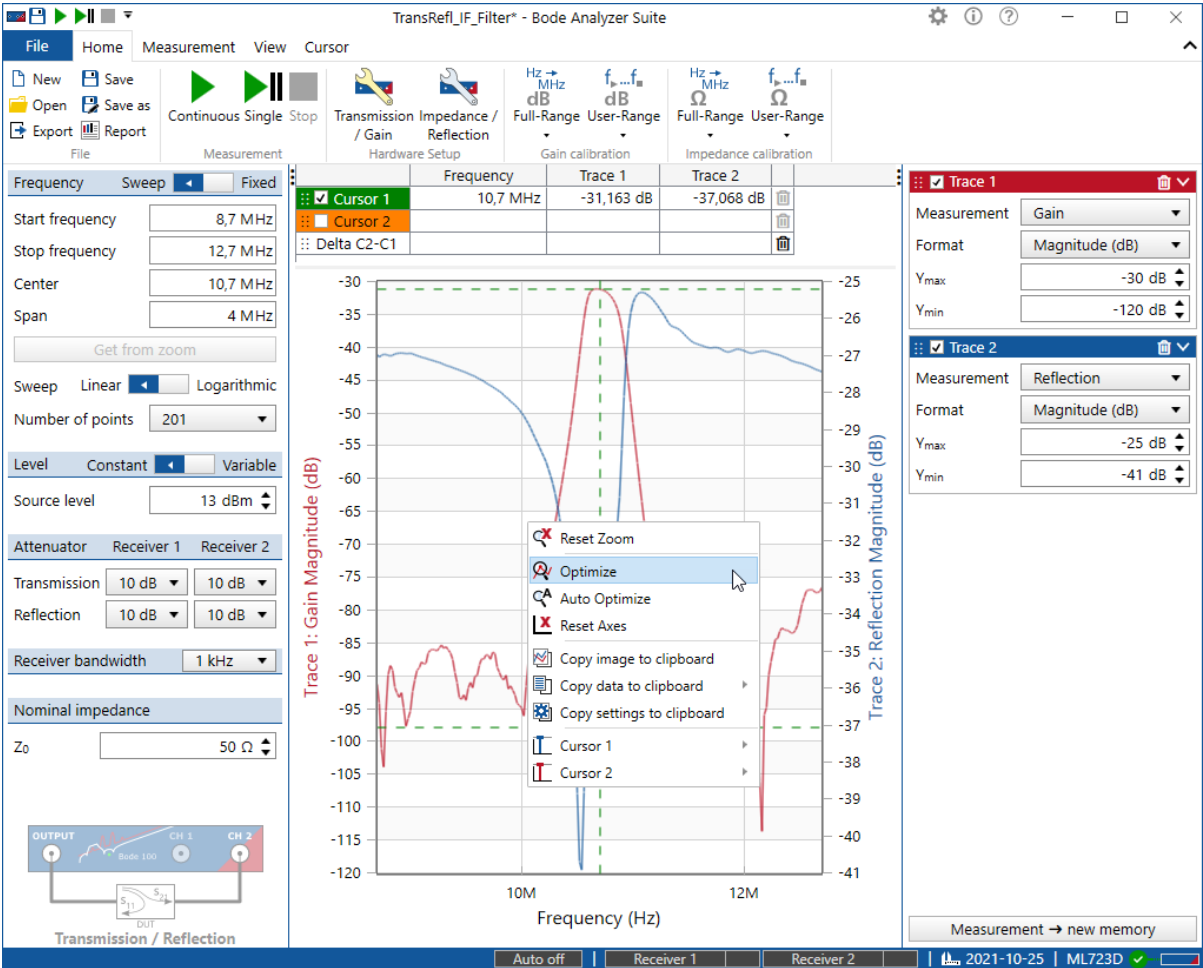 TransRefl_IF_Filter* - Bode Analyzer Suite
File Home Measurement View Cursor
New Save
Open Save as
Export Report
File
Continuous Single Stop
Measurement
Transmission / Gain
Impedance / Reflection
Hardware Setup
Hz → MHz dB
Full-Range
f...f dB
User-Range
Gain calibration
Hz → MHz Ω
Full-Range
f...f Ω
User-Range
Impedance calibration
Frequency Sweep Fixed
Start frequency 8,7 MHz
Stop frequency 12,7 MHz
Center 10,7 MHz
Span 4 MHz
Get from zoom
Sweep Linear Logarithmic
Number of points 201
Level Constant Variable
Source level 13 dBm
Attenuator Receiver 1 Receiver 2
Transmission 10 dB 10 dB
Reflection 10 dB 10 dB
Receiver bandwidth 1 kHz
Nominal impedance
Z0 50 Ω
OUTPUT CH 1 CH 2
Bode 100
S11 S21
DUT
Transmission / Reflection
Frequency Trace 1 Trace 2
Cursor 1 10,7 MHz -31,163 dB -37,068 dB
Cursor 2
Delta C2-C1
Trace 1: Gain Magnitude (dB)
-30
-35
-40
-45
-50
-55
-60
-65
-70
-75
-80
-85
-90
-95
-100
-105
-110
-115
-120
Reset Zoom
Optimize
Auto Optimize
Reset Axes
Copy image to clipboard
Copy data to clipboard
Copy settings to clipboard
Cursor 1
Cursor 2
-25
-26
-27
-28
-29
-30
-31
-32
-33
-34
-35
-36
-37
-38
-39
-40
-41
Trace 2: Reflection Magnitude (dB)
10M 12M
Frequency (Hz)
Trace 1
Measurement Gain
Format Magnitude (dB)
Ymax -30 dB
Ymin -120 dB
Trace 2
Measurement Reflection
Format Magnitude (dB)
Ymax -25 dB
Ymin -41 dB
Measurement → new memory
Auto off | Receiver 1 Receiver 2 | 2021-10-25 | ML723D